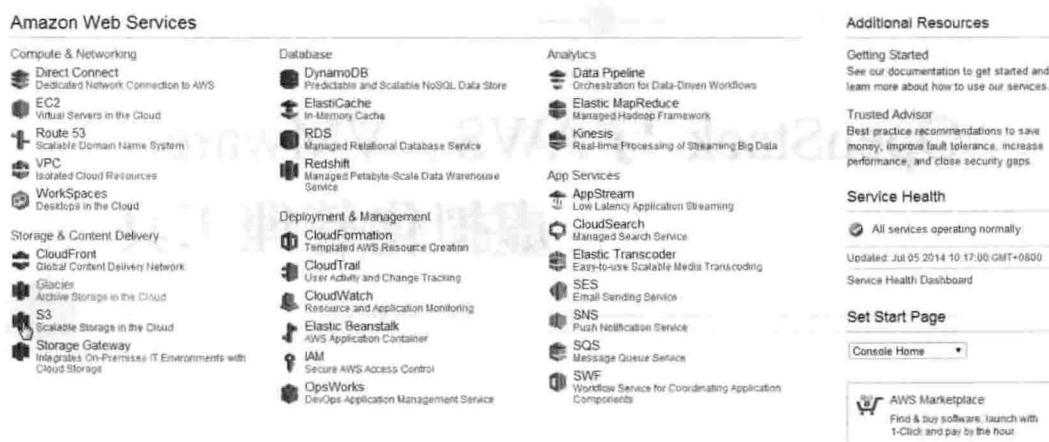 Amazon Web Services
Compute & Networking
Direct Connect
Dedicated Network Connection to AWS
EC2
Virtual Servers in the Cloud
Route 53
Scalable Domain Name System
VPC
Isolated Cloud Resources
WorkSpaces
Desktops in the Cloud
Storage & Content Delivery
CloudFront
Global Content Delivery Network
Glacier
Archive Storage in the Cloud
S3
Scalable Storage in the Cloud
Storage Gateway
Integrates On-Premises IT Environments with
Cloud Storage
Database
DynamoDB
Predictable and Scalable NoSQL Data Store
ElastiCache
In-Memory Cache
RDS
Managed Relational Database Service
Redshift
Managed Petabyte-Scale Data Warehouse
Service
Deployment & Management
CloudFormation
Templated AWS Resource Creation
CloudTrail
User Activity and Change Tracking
CloudWatch
Resource and Application Monitoring
Elastic Beanstalk
AWS Application Container
IAM
Secure AWS Access Control
OpsWorks
DevOps Application Management Service
Analytics
Data Pipeline
Orchestration for Data-Driven Workflows
Elastic MapReduce
Managed Hadoop Framework
Kinesis
Real-time Processing of Streaming Big Data
App Services
AppStream
Low Latency Application Streaming
CloudSearch
Managed Search Service
Elastic Transcoder
Easy-to-use Scalable Media Transcoding
SES
Email Sending Service
SNS
Push Notification Service
SQS
Message Queue Service
SWF
Workflow Service for Coordinating Application
Components
Additional Resources
Getting Started
See our documentation to get started and
learn more about how to use our services.
Trusted Advisor
Best practice recommendations to save
money, improve fault tolerance, increase
performance, and close security gaps.
Service Health
All services operating normally.
Updated: Jul 05 2014 10:17:00 GMT+0800
Service Health Dashboard
Set Start Page
Console Home
AWS Marketplace
Find & buy software, launch with
1-Click and pay by the hour.